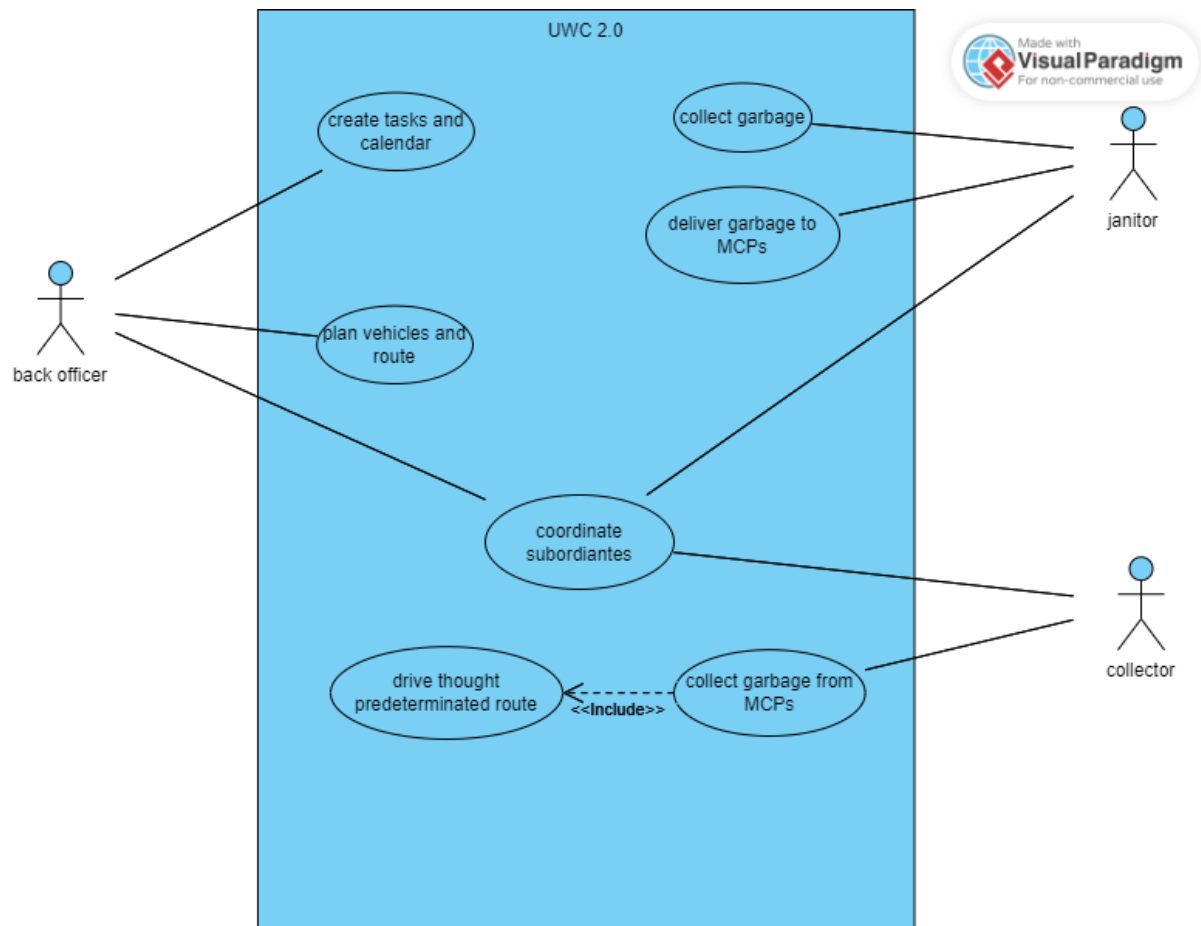 UWC 2.0
Made with
Visual Paradigm
For non-commercial use
create tasks and
calendar
collect garbage
deliver garbage to
MCPs
janitor
back officer
plan vehicles and
route
coordinate
subordiantes
collector
drive thought
predeterminated route
<<Include>>
collect garbage from
MCPs